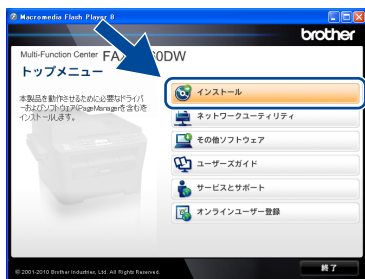 Macromedia Flash Player 8
brother
Multi-Function Center FA 0DW
トップメニュー
本製品を動作させるために必要なドライバ
ーおよびソフトウェア(PageManagerを含む)を
インストールします。
インストール
ネットワークユーティリティ
その他ソフトウェア
ユーザーズガイド
サービスとサポート
オンラインユーザー登録
© 2001-2010 Brother Industries, Ltd. All Rights Reserved.
終了